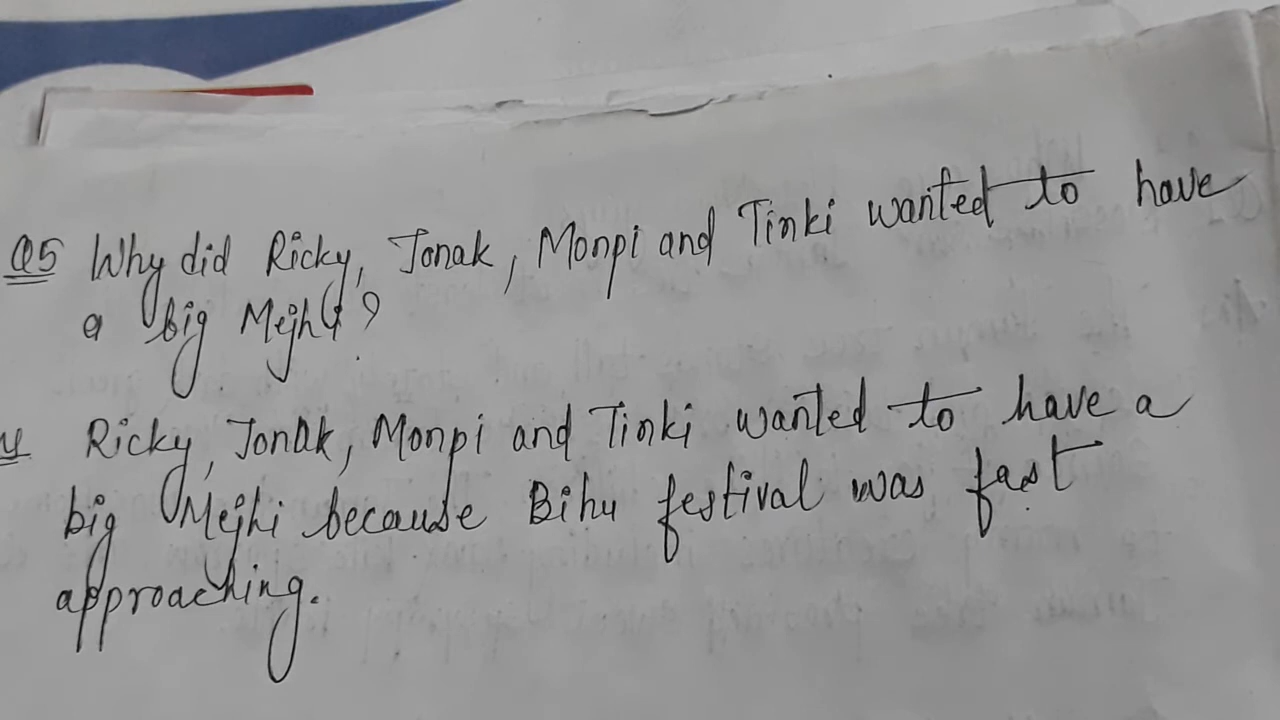 Q5 Why did Ricky, Jonak, Monpi and Tinki wanted to have
a big Mejhi?
Ricky, Jonak, Monpi and Tinki wanted to have a
big Mejhi because Bihu festival was fast
approaching.